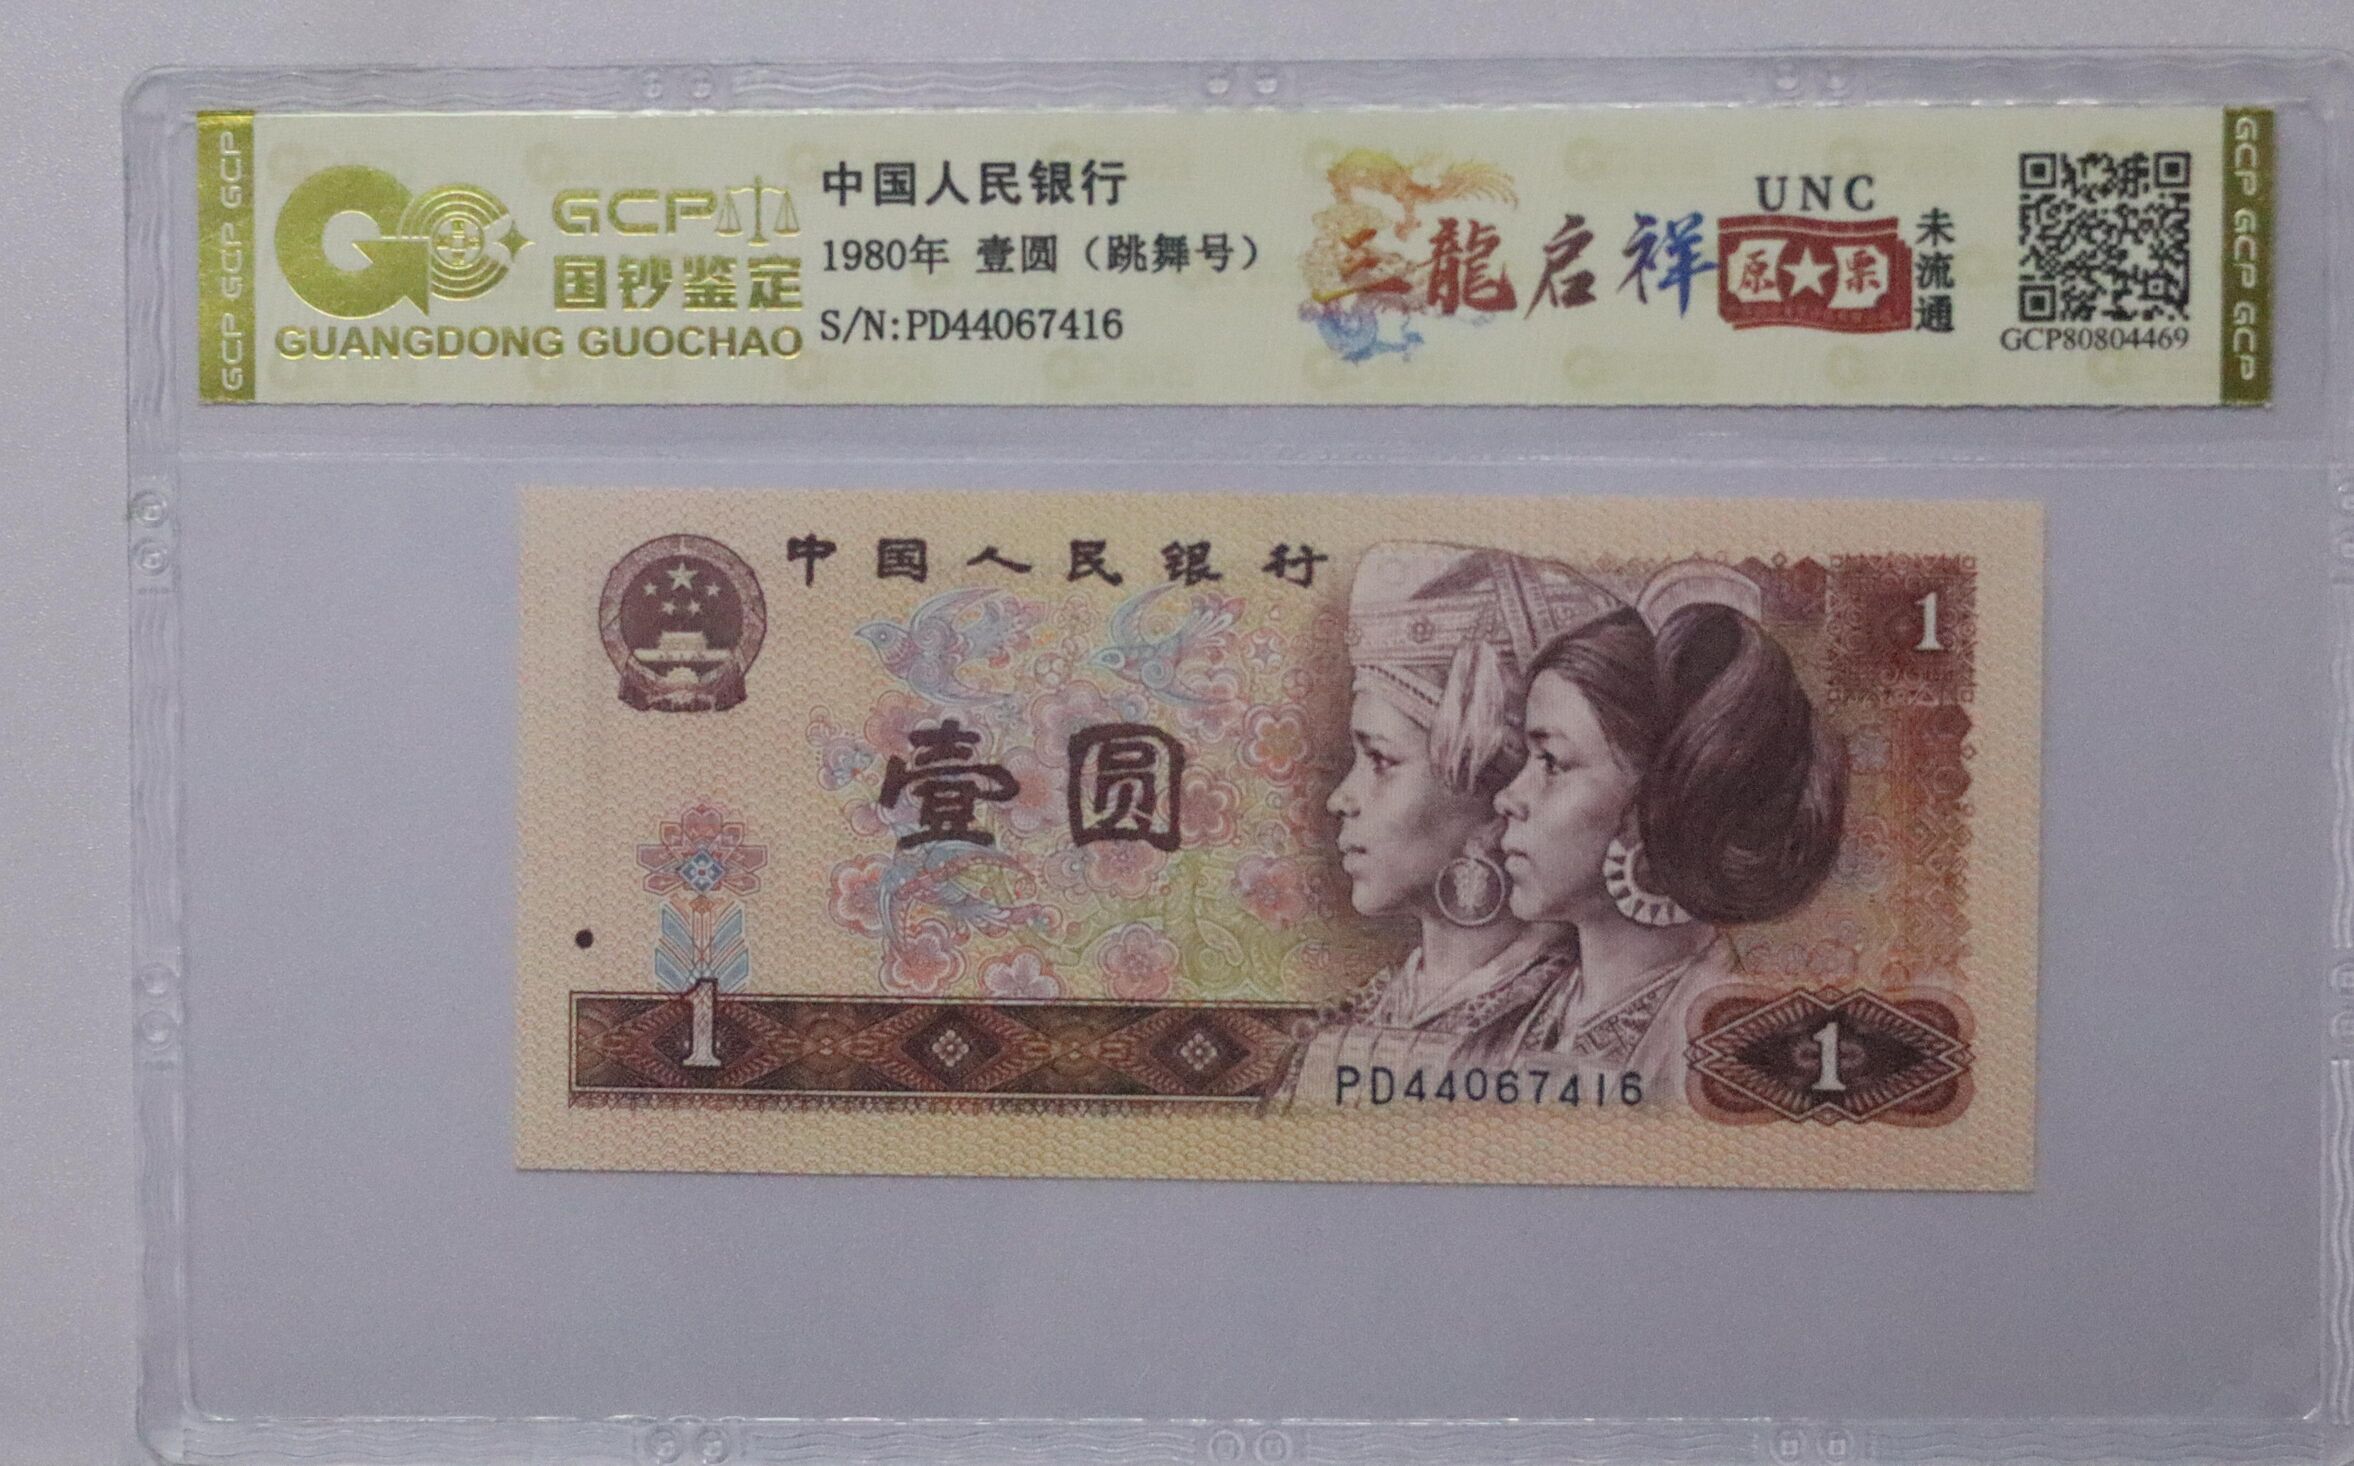 GCP GCP GCP
GCP
国钞鉴定
GUANGDONG GUOCHAO
中国人民银行
1980年 壹圆（跳舞号）
S/N:PD44067416
三龍启祥
UNC
原★票
未流通
GCP80804469
GCP GCP GCP
中国人民银行
1
壹圆
1
PD44067416
1